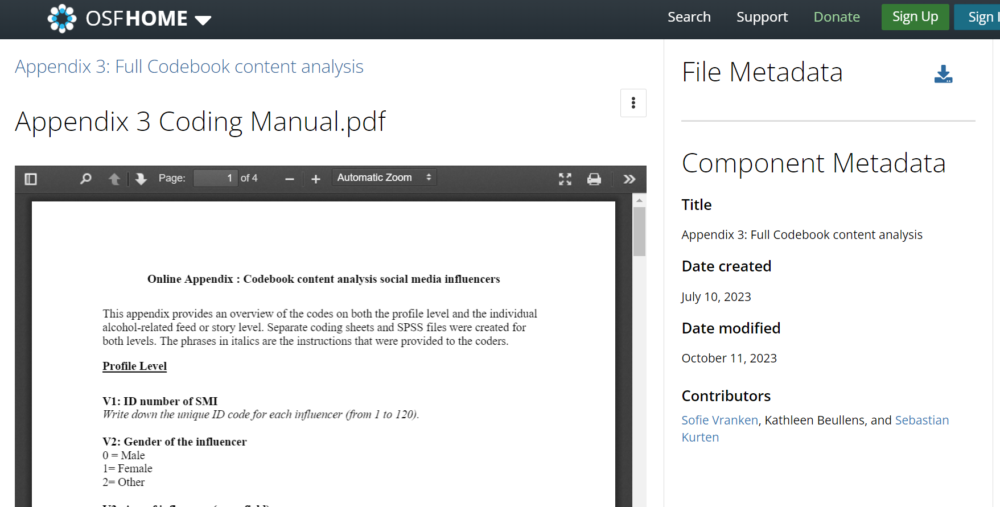 OSFHOME
Search
Support
Donate
Sign Up
Sign
Appendix 3: Full Codebook content analysis
Appendix 3 Coding Manual.pdf
Page:
1
of 4
Automatic Zoom
Online Appendix : Codebook content analysis social media influencers
This appendix provides an overview of the codes on both the profile level and the individual
alcohol-related feed or story level. Separate coding sheets and SPSS files were created for
both levels. The phrases in italics are the instructions that were provided to the coders.
Profile Level
V1: ID number of SMI
Write down the unique ID code for each influencer (from 1 to 120).
V2: Gender of the influencer
0 = Male
1= Female
2= Other
File Metadata
Component Metadata
Title
Appendix 3: Full Codebook content analysis
Date created
July 10, 2023
Date modified
October 11, 2023
Contributors
Sofie Vranken, Kathleen Beullens, and Sebastian
Kurten